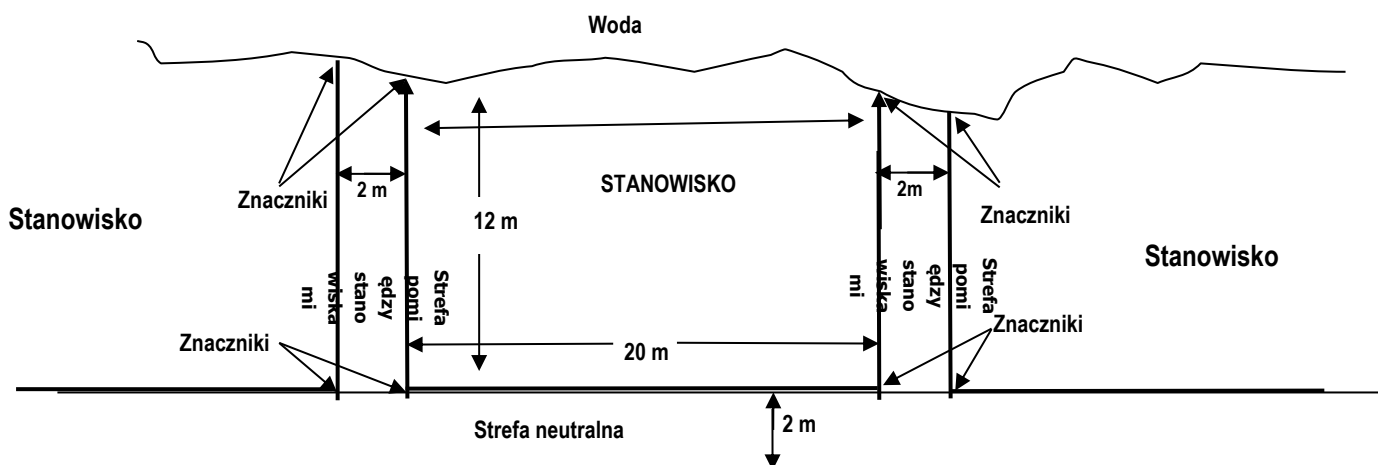 Woda
Znaczniki
2 m
STANOWISKO
2m
Znaczniki
Stanowisko
12 m
Stanowisko
Strefa
pomi
ędzy
stano
wiska
mi
Strefa
pomi
ędzy
stano
wiska
mi
Znaczniki
20 m
Znaczniki
Strefa neutralna
2 m